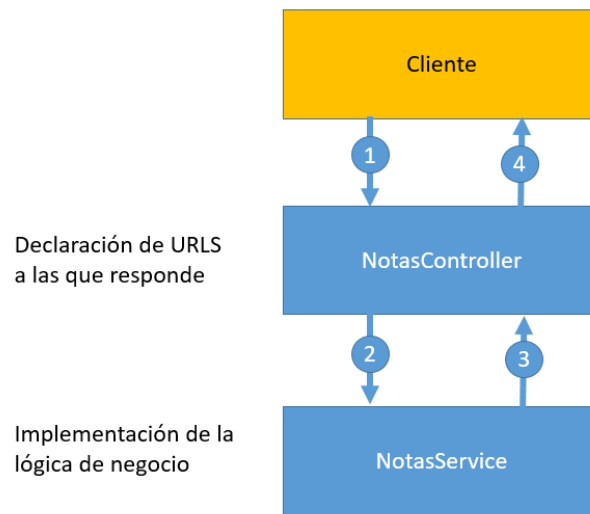 Cliente
1
4
Declaración de URLS
a las que responde
NotasController
2
3
Implementación de la
lógica de negocio
NotasService